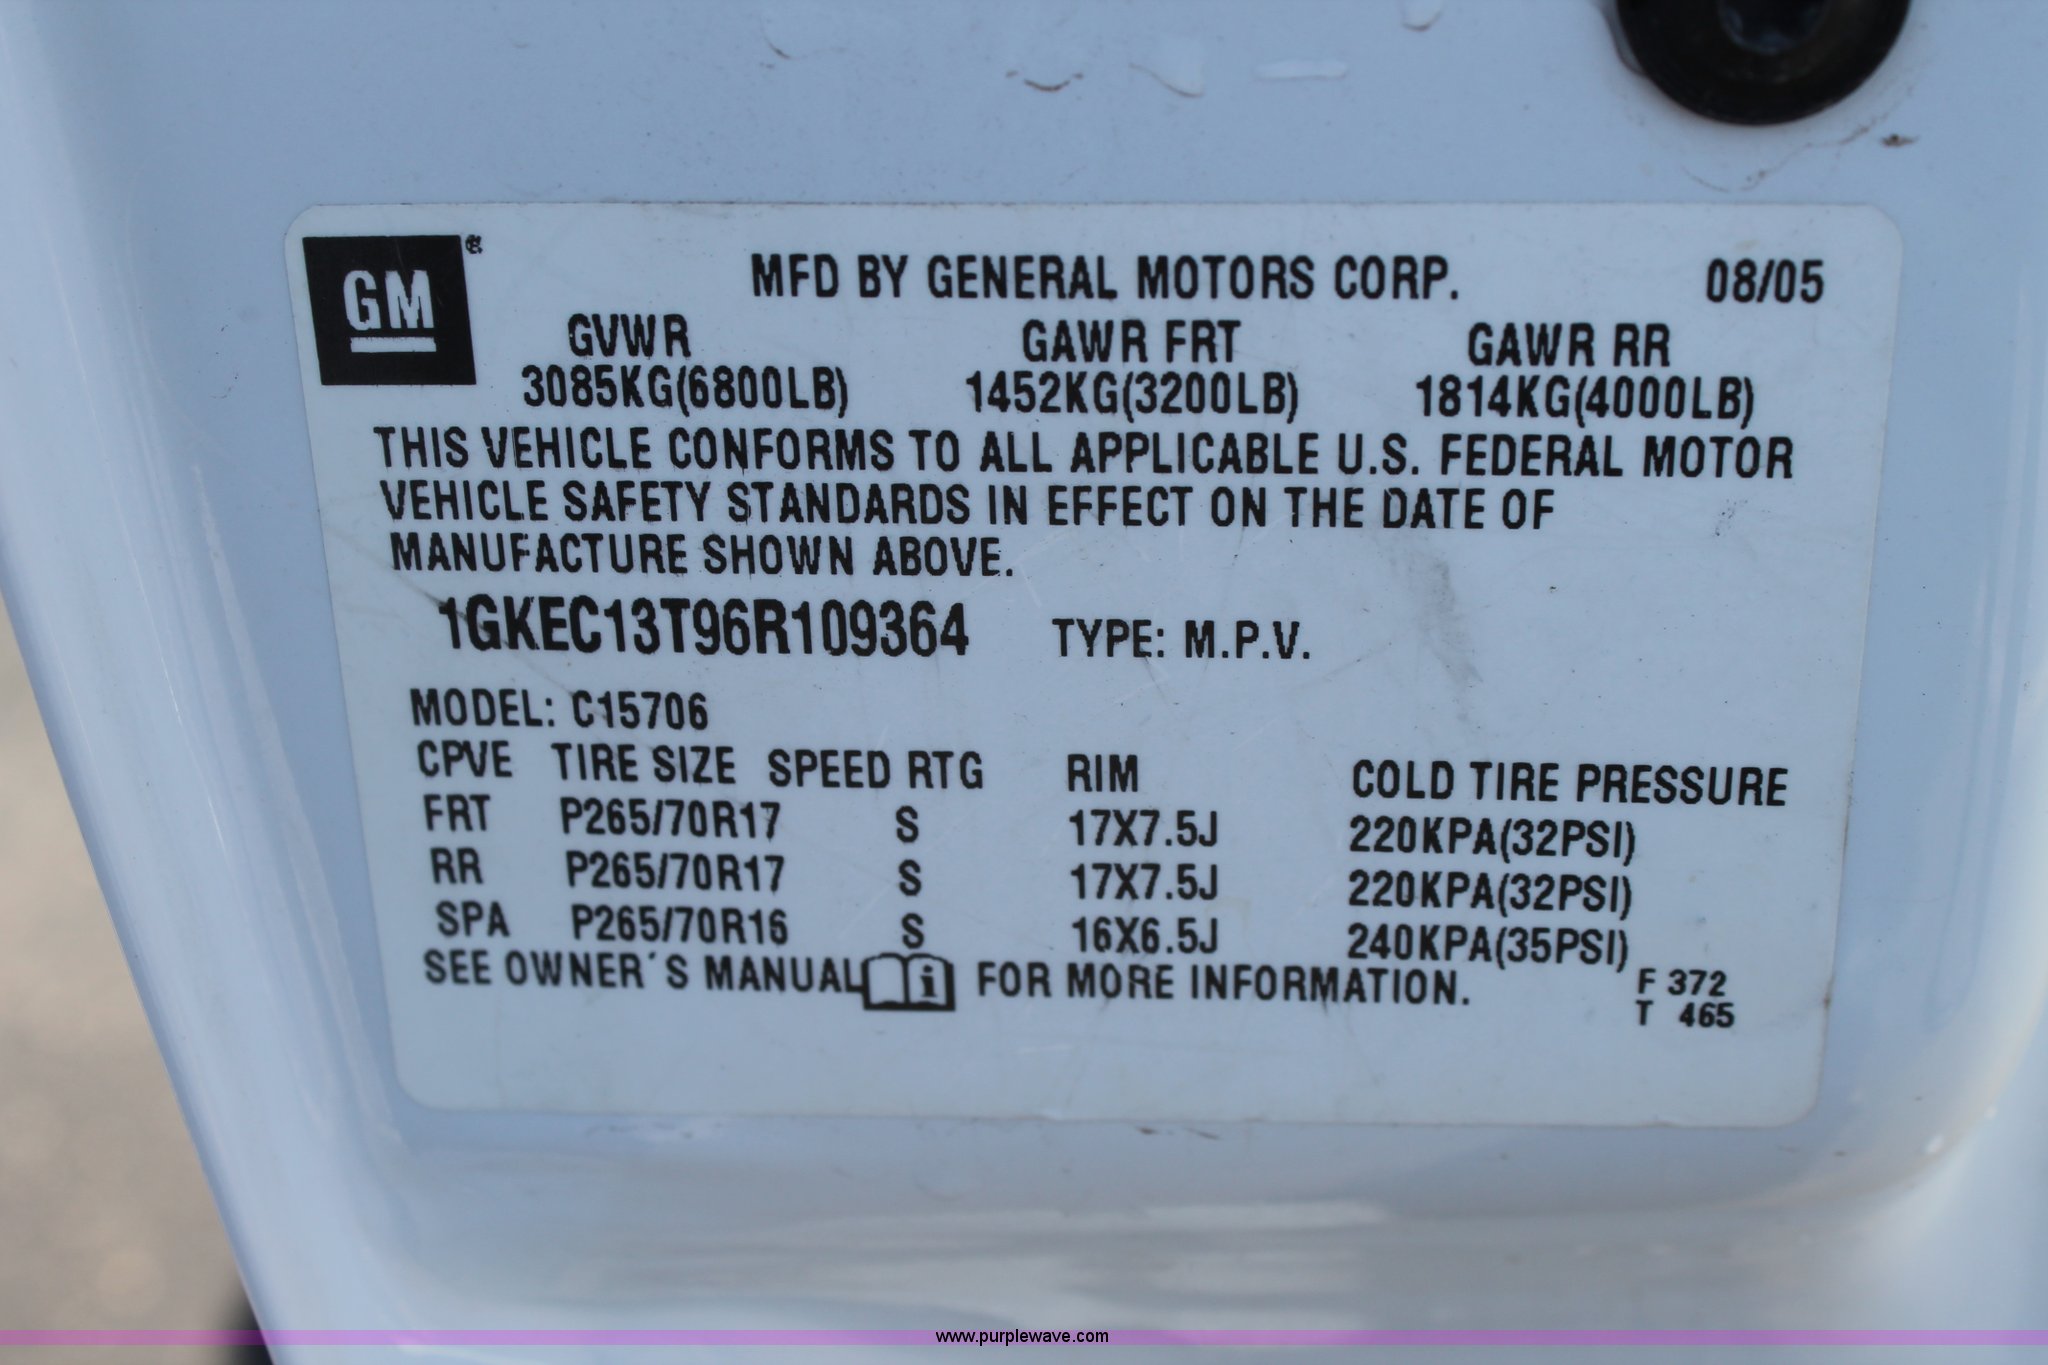 GM®
MFD BY GENERAL MOTORS CORP. 08/05
GVWR GAWR FRT GAWR RR
3085KG(6800LB) 1452KG(3200LB) 1814KG(4000LB)
THIS VEHICLE CONFORMS TO ALL APPLICABLE U.S. FEDERAL MOTOR
VEHICLE SAFETY STANDARDS IN EFFECT ON THE DATE OF
MANUFACTURE SHOWN ABOVE.
1GKEC13T96R109364 TYPE: M.P.V.
MODEL: C15706
CPVE TIRE SIZE SPEED RTG RIM COLD TIRE PRESSURE
FRT P265/70R17 S 17X7.5J 220KPA(32PSI)
RR P265/70R17 S 17X7.5J 220KPA(32PSI)
SPA P265/70R16 S 16X6.5J 240KPA(35PSI)
SEE OWNER´S MANUAL i FOR MORE INFORMATION.
F 372
T 465
www.purplewave.com